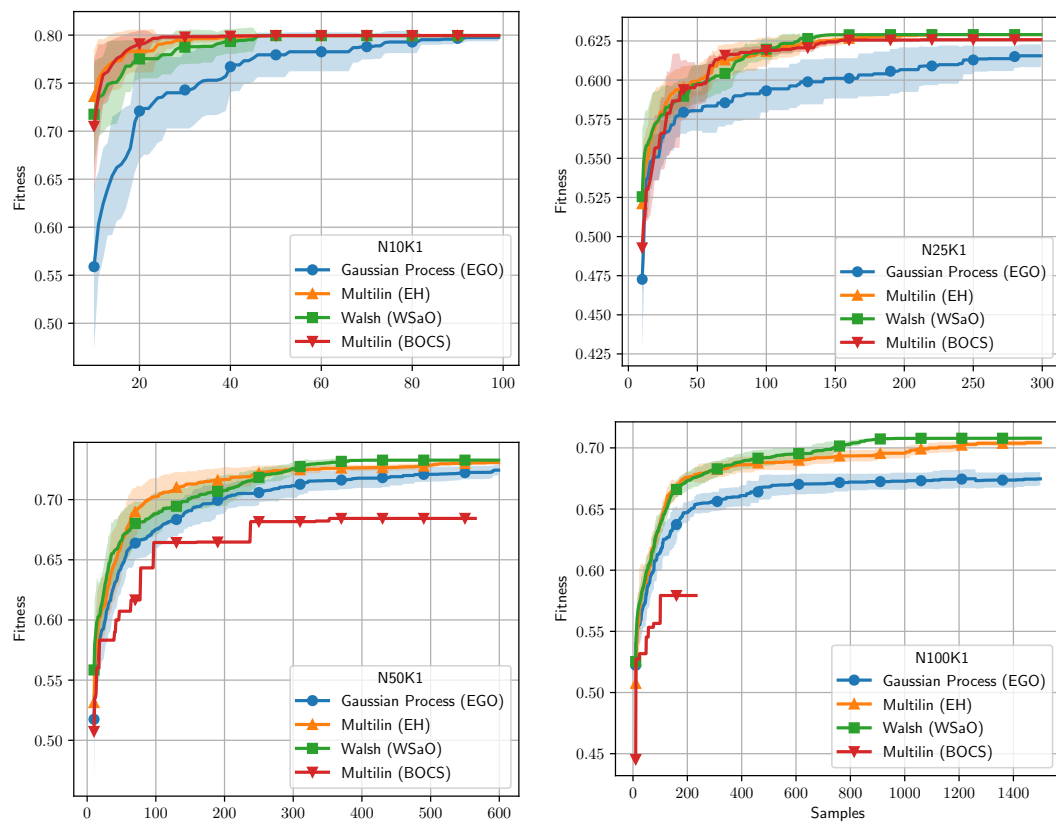 0.80
0.75
0.70
0.65
0.60
0.55
0.50
Fitness
N10K1
Gaussian Process (EGO)
Multilin (EH)
Walsh (WSaO)
Multilin (BOCS)
20 40 60 80 100
0.625
0.600
0.575
0.550
0.525
0.500
0.475
0.450
0.425
Fitness
N25K1
Gaussian Process (EGO)
Multilin (EH)
Walsh (WSaO)
Multilin (BOCS)
0 50 100 150 200 250 300
0.70
0.65
0.60
0.55
0.50
Fitness
N50K1
Gaussian Process (EGO)
Multilin (EH)
Walsh (WSaO)
Multilin (BOCS)
0 100 200 300 400 500 600
0.70
0.65
0.60
0.55
0.50
0.45
Fitness
N100K1
Gaussian Process (EGO)
Multilin (EH)
Walsh (WSaO)
Multilin (BOCS)
0 200 400 600 800 1000 1200 1400
Samples